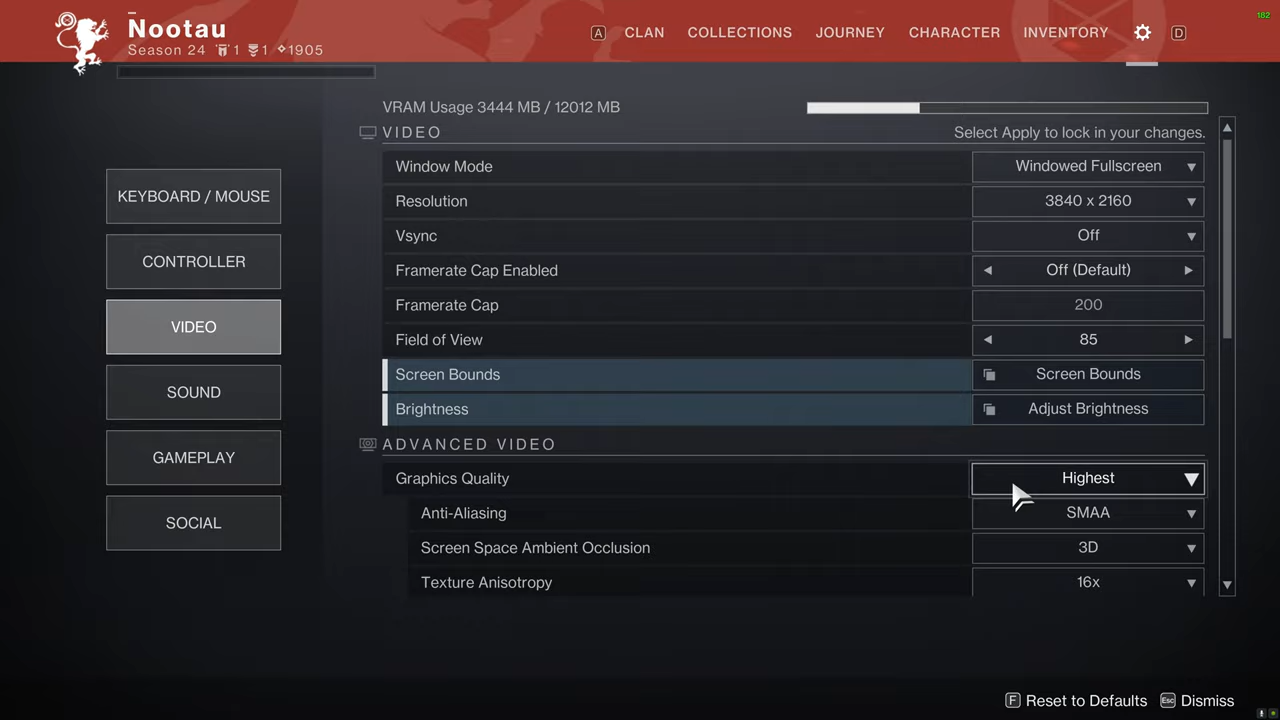 182
Nootau
Season 24 1 1 1905
A CLAN COLLECTIONS JOURNEY CHARACTER INVENTORY D
VRAM Usage 3444 MB / 12012 MB
VIDEO Select Apply to lock in your changes.
Window Mode Windowed Fullscreen
Resolution 3840 x 2160
Vsync Off
Framerate Cap Enabled Off (Default)
Framerate Cap 200
Field of View 85
Screen Bounds Screen Bounds
Brightness Adjust Brightness
ADVANCED VIDEO
Graphics Quality Highest
Anti-Aliasing SMAA
Screen Space Ambient Occlusion 3D
Texture Anisotropy 16x
KEYBOARD / MOUSE
CONTROLLER
VIDEO
SOUND
GAMEPLAY
SOCIAL
F Reset to Defaults Esc Dismiss